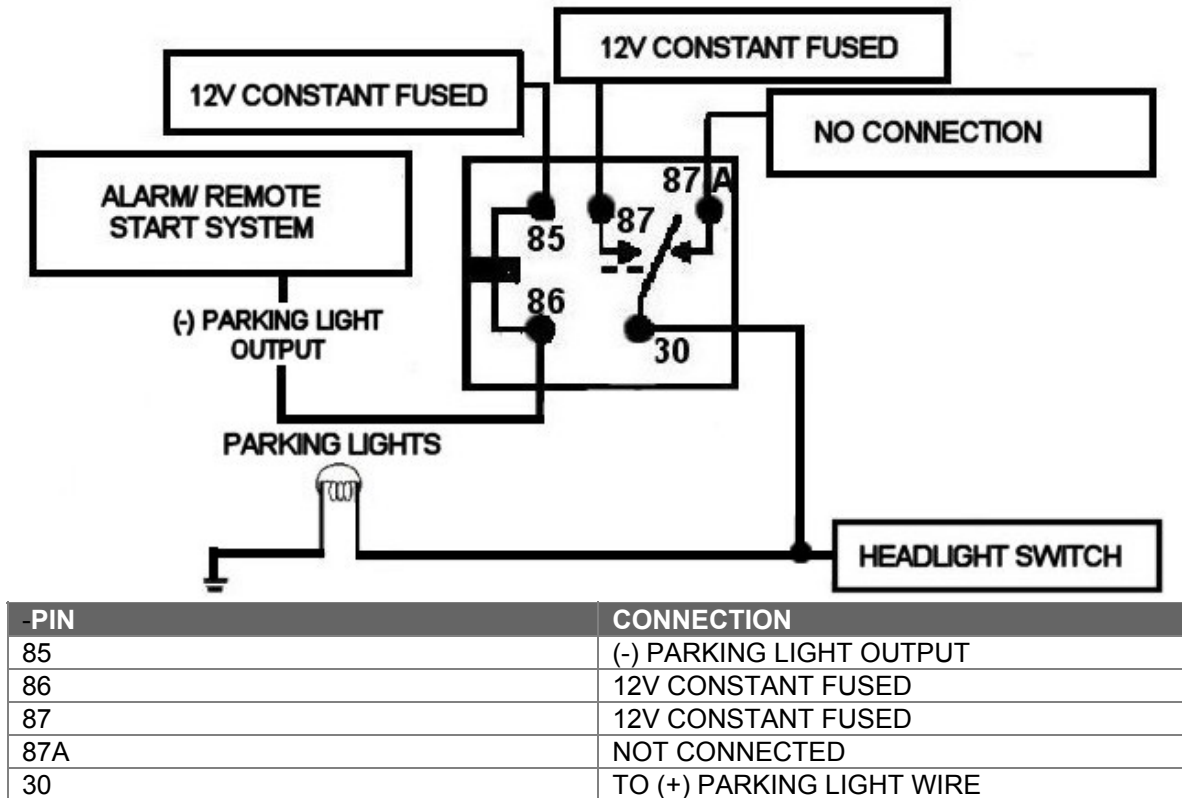 12V CONSTANT FUSED
12V CONSTANT FUSED
NO CONNECTION
ALARM/ REMOTE
START SYSTEM
87 A
87
85
86
30
(-) PARKING LIGHT
OUTPUT
PARKING LIGHTS
HEADLIGHT SWITCH
-PIN CONNECTION
85 (-) PARKING LIGHT OUTPUT
86 12V CONSTANT FUSED
87 12V CONSTANT FUSED
87A NOT CONNECTED
30 TO (+) PARKING LIGHT WIRE